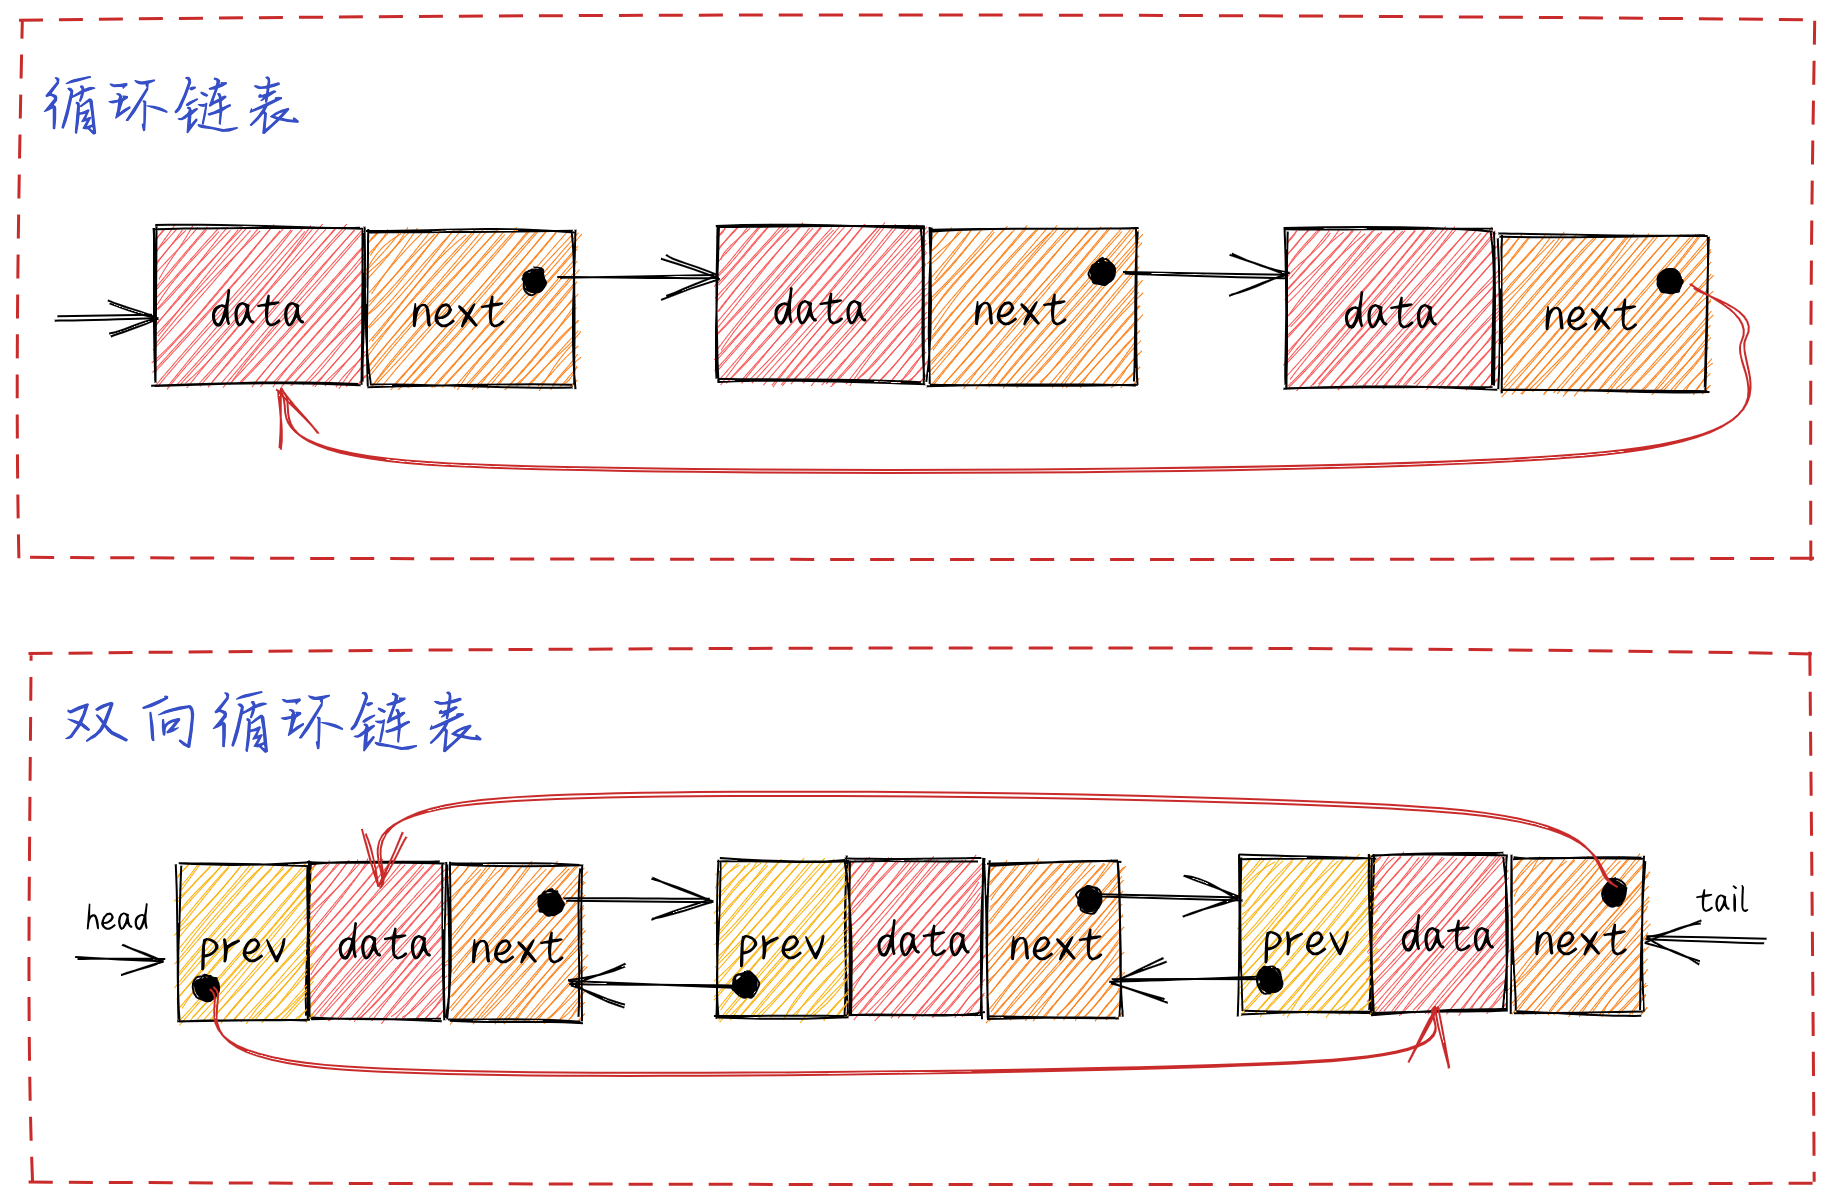 循环链表
data next data next data next
双向循环链表
head prev data next prev data next prev data next tail